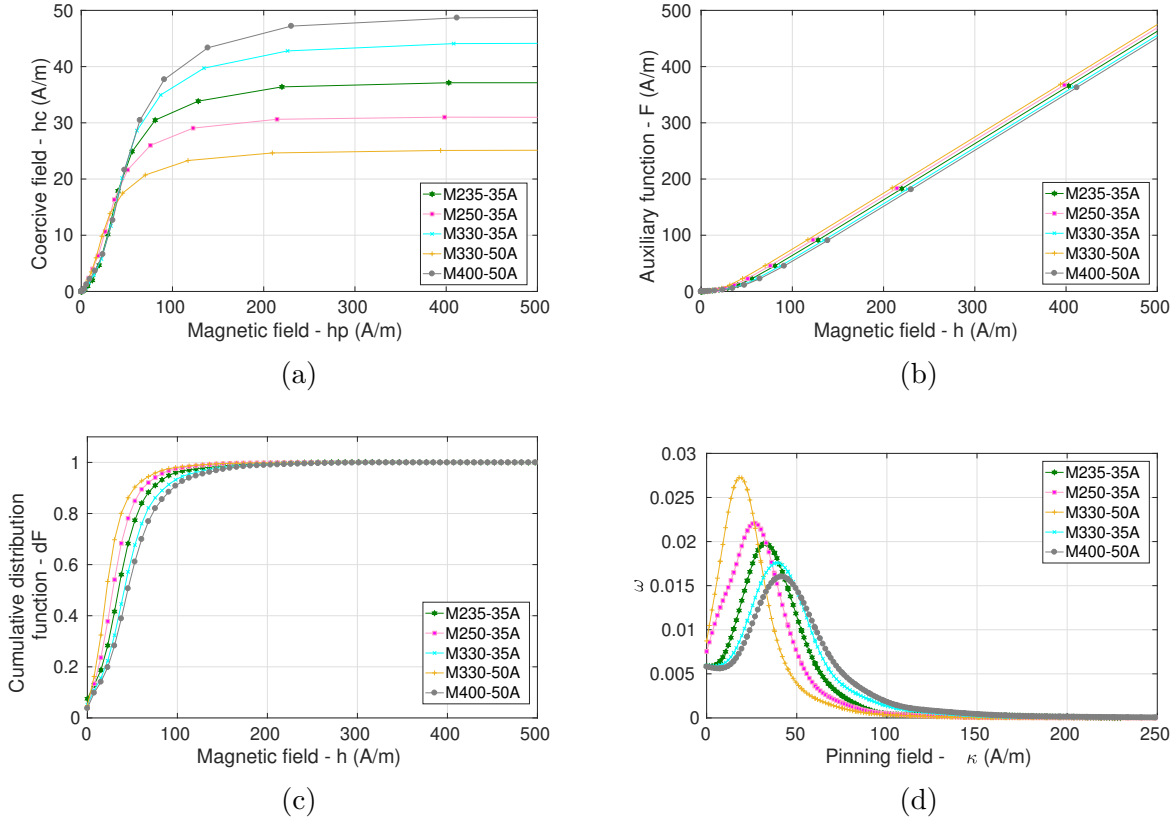 50
40
30
20
10
0
Coercive field - hc (A/m)
0 100 200 300 400 500
Magnetic field - hp (A/m)
M235-35A
M250-35A
M330-35A
M330-50A
M400-50A
(a)
500
400
300
200
100
0
Auxiliary function - F (A/m)
0 100 200 300 400 500
Magnetic field - h (A/m)
M235-35A
M250-35A
M330-35A
M330-50A
M400-50A
(b)
1
0.8
0.6
0.4
0.2
0
Cumulative distribution
function - dF
0 100 200 300 400 500
Magnetic field - h (A/m)
M235-35A
M250-35A
M330-35A
M330-50A
M400-50A
(c)
0.03
0.025
0.02
0.015
0.01
0.005
0
ω
0 50 100 150 200 250
Pinning field - κ (A/m)
M235-35A
M250-35A
M330-50A
M330-35A
M400-50A
(d)